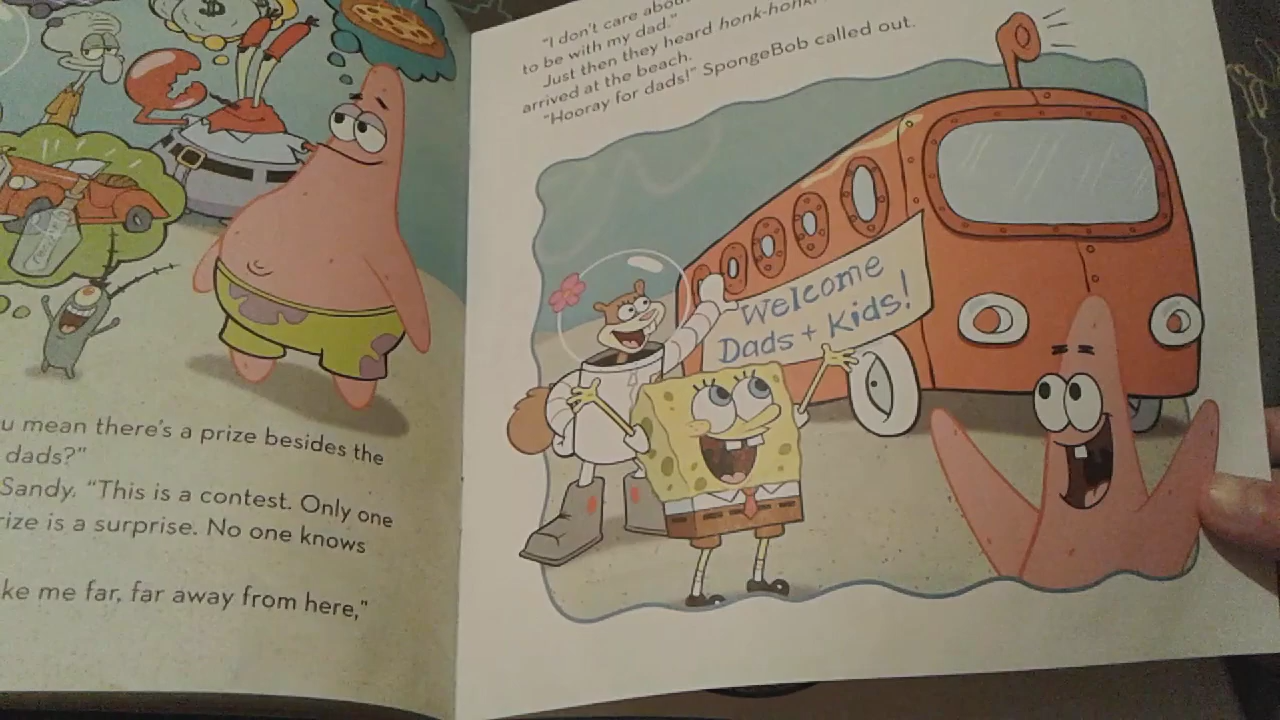 $
u mean there's a prize besides the
dads?"
Sandy. "This is a contest. Only one
rize is a surprise. No one knows
ke me far, far away from here,"
"I don't care about
to be with my dad."
Just then they heard honk-honk!
arrived at the beach.
"Hooray for dads!" SpongeBob called out.
Welcome
Dads + Kids!